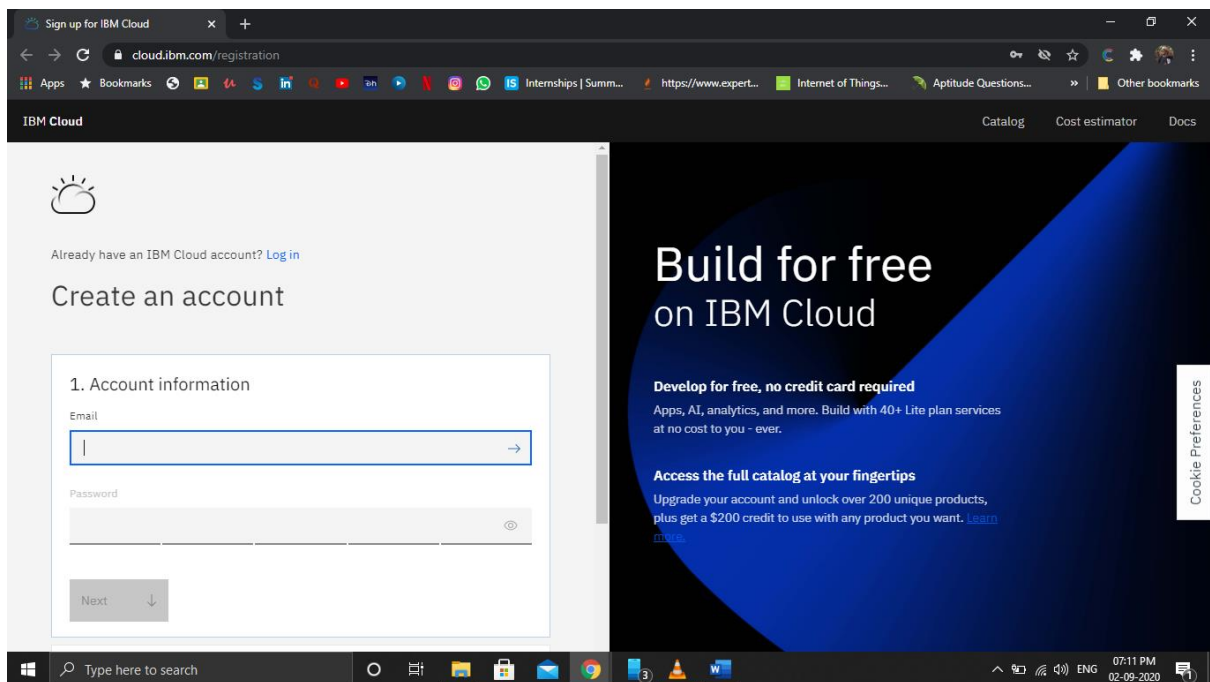 Sign up for IBM Cloud
cloud.ibm.com/registration
Apps Bookmarks Internships | Summ... https://www.expert... Internet of Things... Aptitude Questions... » Other bookmarks
IBM Cloud Catalog Cost estimator Docs
Already have an IBM Cloud account? Log in
Create an account
1. Account information
Email
Password
Next
Build for free
on IBM Cloud
Develop for free, no credit card required
Apps, AI, analytics, and more. Build with 40+ Lite plan services
at no cost to you - ever.
Access the full catalog at your fingertips
Upgrade your account and unlock over 200 unique products,
plus get a $200 credit to use with any product you want. Learn
more.
Cookie Preferences
Type here to search
ENG
07:11 PM
02-09-2020